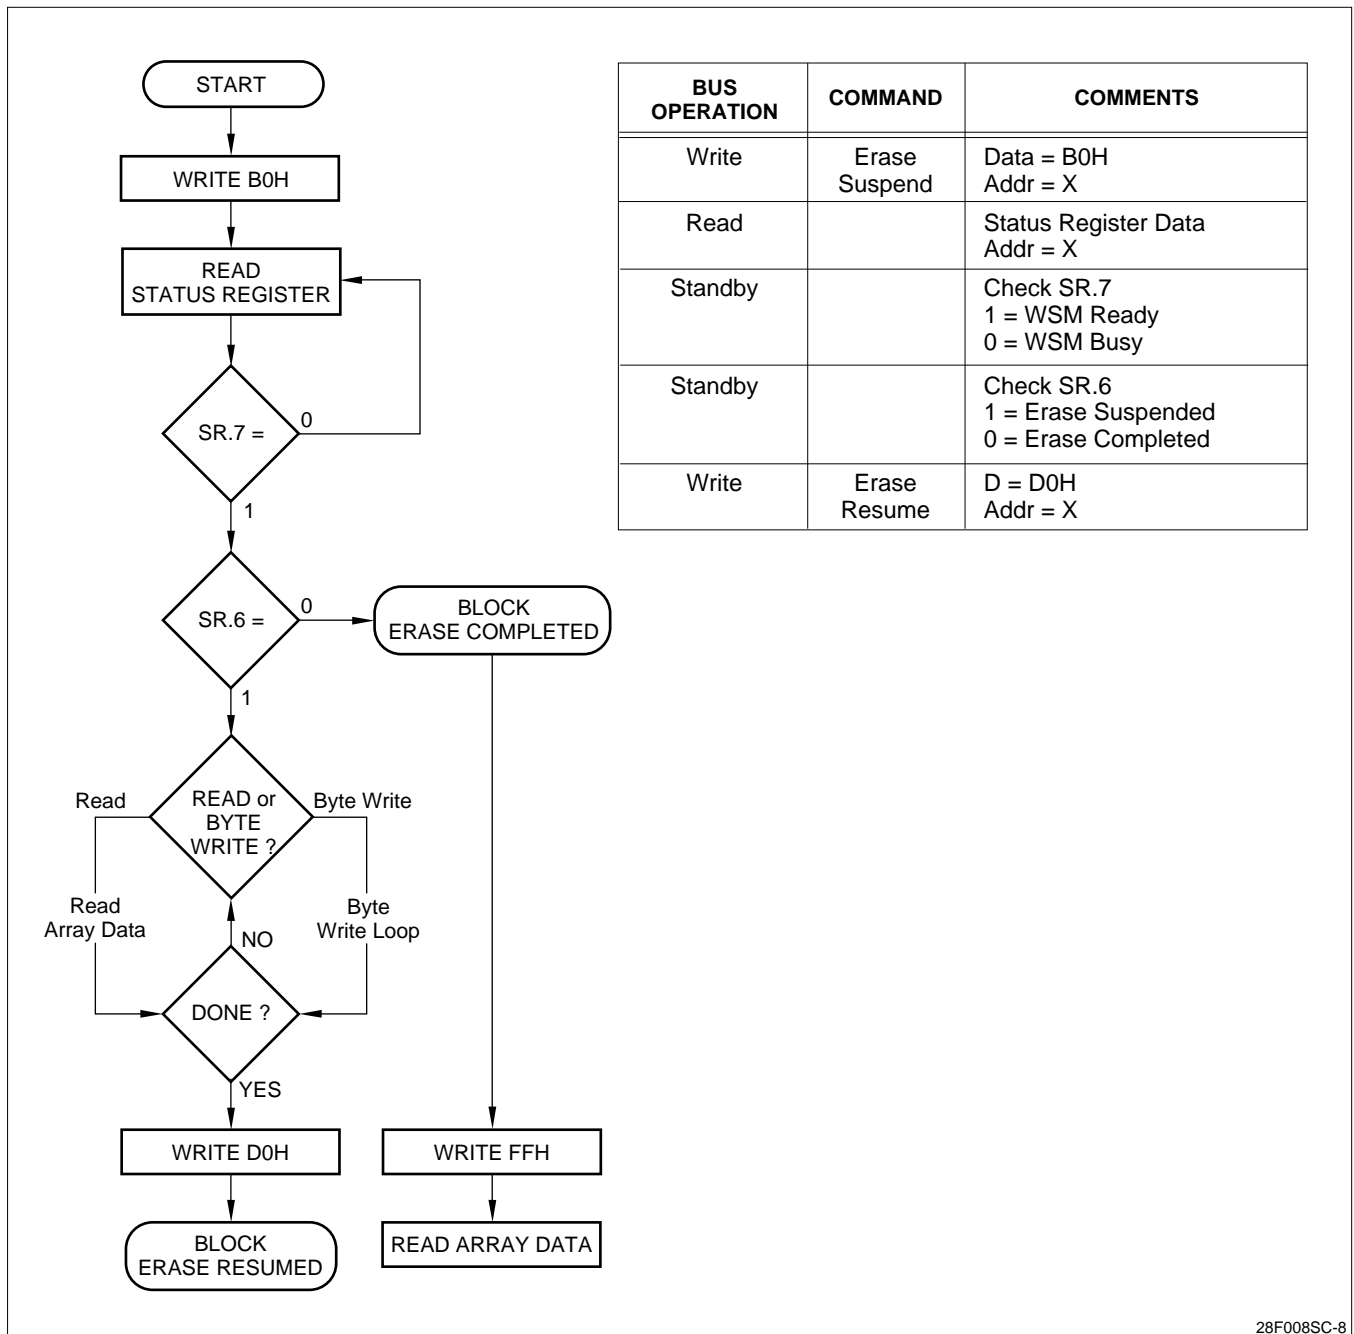 START
WRITE B0H
READ
STATUS REGISTER
SR.7 =
0
1
SR.6 =
0
BLOCK
ERASE COMPLETED
1
READ or
BYTE
WRITE ?
Read
Byte Write
Read
Array Data
Byte
Write Loop
NO
DONE ?
YES
WRITE D0H
WRITE FFH
BLOCK
ERASE RESUMED
READ ARRAY DATA
BUS
OPERATION
COMMAND
COMMENTS
Write
Erase
Suspend
Data = B0H
Addr = X
Read
Status Register Data
Addr = X
Standby
Check SR.7
1 = WSM Ready
0 = WSM Busy
Standby
Check SR.6
1 = Erase Suspended
0 = Erase Completed
Write
Erase
Resume
D = D0H
Addr = X
28F008SC-8